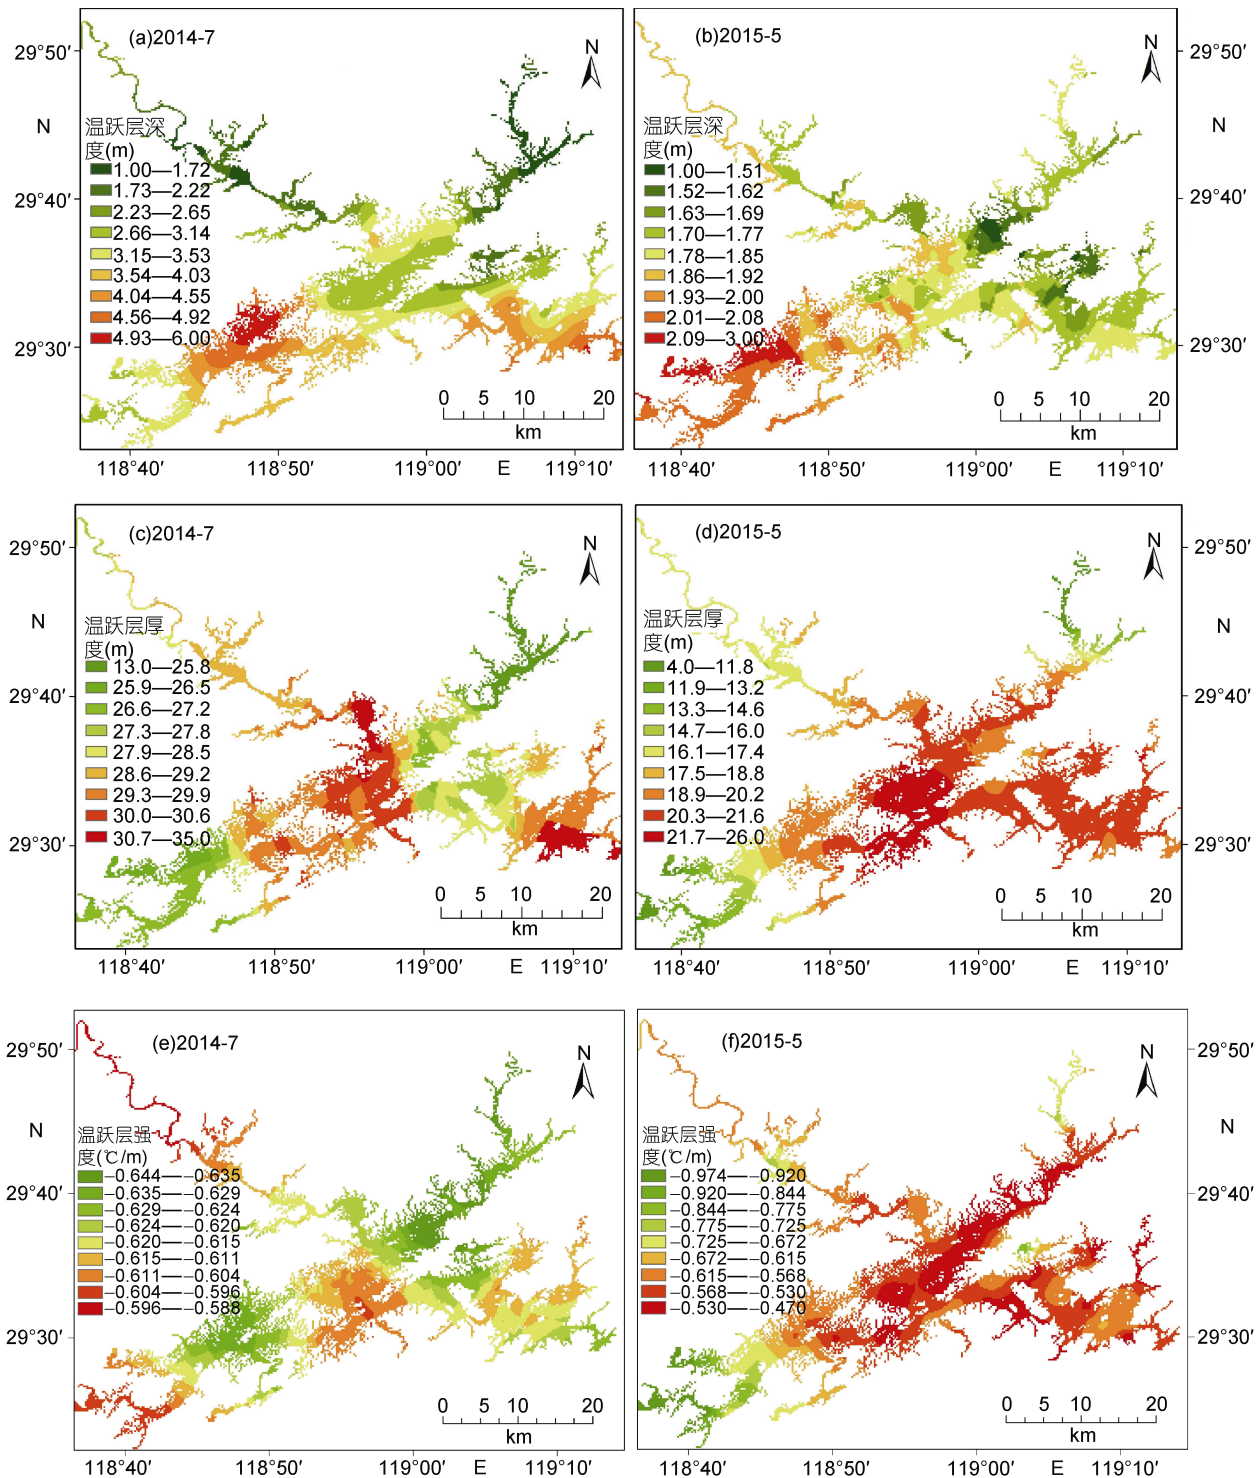 (a)2014-7
N
29°50′
29°40′
29°30′
N
温跃层深
度(m)
1.00—1.72
1.73—2.22
2.23—2.65
2.66—3.14
3.15—3.53
3.54—4.03
4.04—4.55
4.56—4.92
4.93—6.00
0 5 10 20
km
118°40′ 118°50′ 119°00′ E 119°10′
(b)2015-5
N
29°50′
29°40′
29°30′
N
温跃层深
度(m)
1.00—1.51
1.52—1.62
1.63—1.69
1.70—1.77
1.78—1.85
1.86—1.92
1.93—2.00
2.01—2.08
2.09—3.00
0 5 10 20
km
118°40′ 118°50′ 119°00′ E 119°10′
(c)2014-7
N
29°50′
29°40′
29°30′
N
温跃层厚
度(m)
13.0—25.8
25.9—26.5
26.6—27.2
27.3—27.8
27.9—28.5
28.6—29.2
29.3—29.9
30.0—30.6
30.7—35.0
0 5 10 20
km
118°40′ 118°50′ 119°00′ E 119°10′
(d)2015-5
N
29°50′
29°40′
29°30′
N
温跃层厚
度(m)
4.0—11.8
11.9—13.2
13.3—14.6
14.7—16.0
16.1—17.4
17.5—18.8
18.9—20.2
20.3—21.6
21.7—26.0
0 5 10 20
km
118°40′ 118°50′ 119°00′ E 119°10′
(e)2014-7
N
29°50′
29°40′
29°30′
N
温跃层强
度(℃/m)
−0.644—−0.635
−0.635—−0.629
−0.629—−0.624
−0.624—−0.620
−0.620—−0.615
−0.615—−0.611
−0.611—−0.604
−0.604—−0.596
−0.596—−0.588
0 5 10 20
km
118°40′ 118°50′ 119°00′ E 119°10′
(f)2015-5
N
29°50′
29°40′
29°30′
N
温跃层强
度(℃/m)
−0.974—−0.920
−0.920—−0.844
−0.844—−0.775
−0.775—−0.725
−0.725—−0.672
−0.672—−0.615
−0.615—−0.568
−0.568—−0.530
−0.530—−0.470
0 5 10 20
km
118°40′ 118°50′ 119°00′ E 119°10′